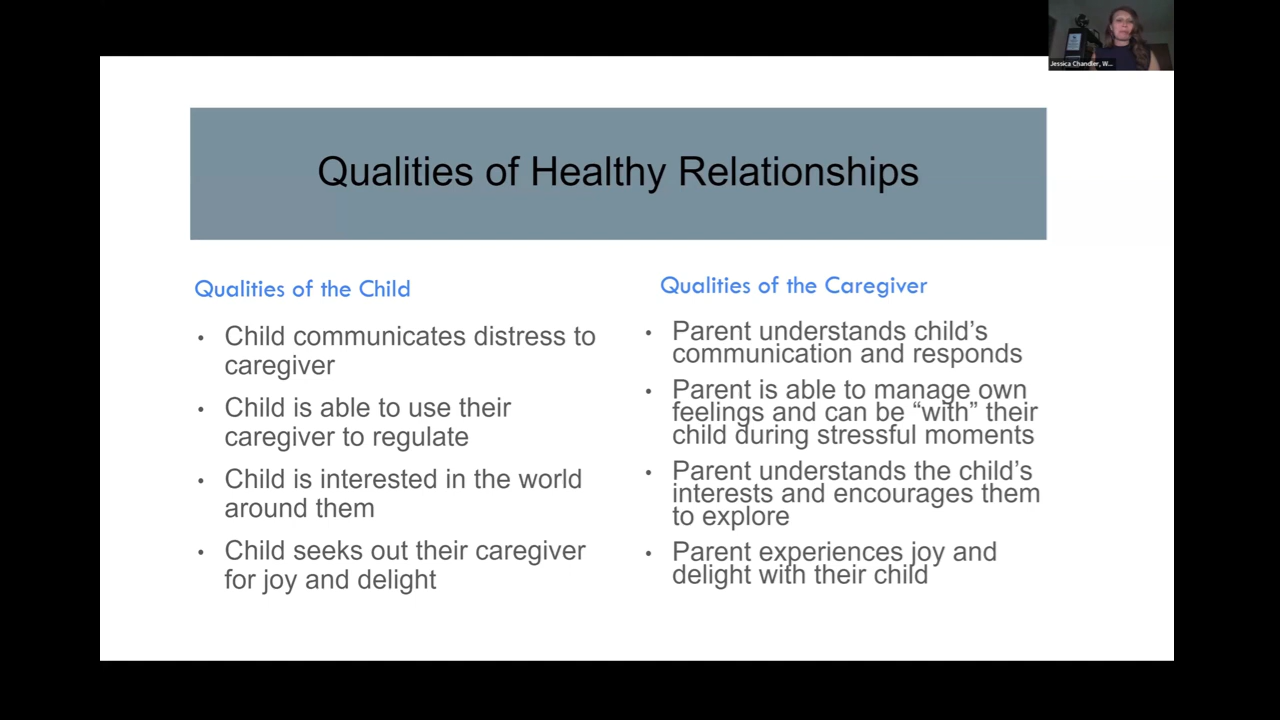 Jessica Chandler, W...
Qualities of Healthy Relationships
Qualities of the Child
• Child communicates distress to
caregiver
• Child is able to use their
caregiver to regulate
• Child is interested in the world
around them
• Child seeks out their caregiver
for joy and delight
Qualities of the Caregiver
• Parent understands child’s
communication and responds
• Parent is able to manage own
feelings and can be “with” their
child during stressful moments
• Parent understands the child’s
interests and encourages them
to explore
• Parent experiences joy and
delight with their child